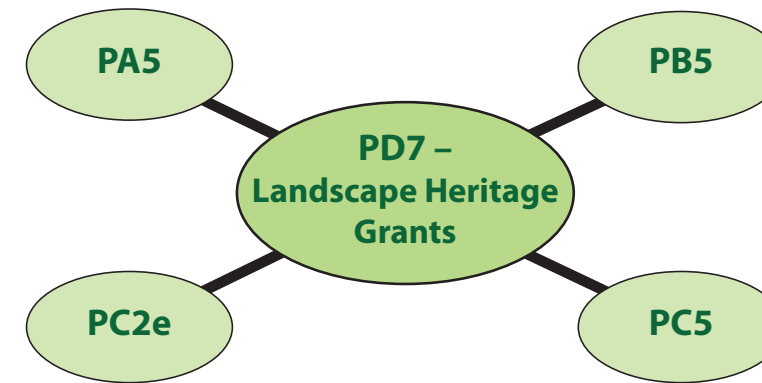 PA5
PB5
PD7 –
Landscape Heritage
Grants
PC2e
PC5